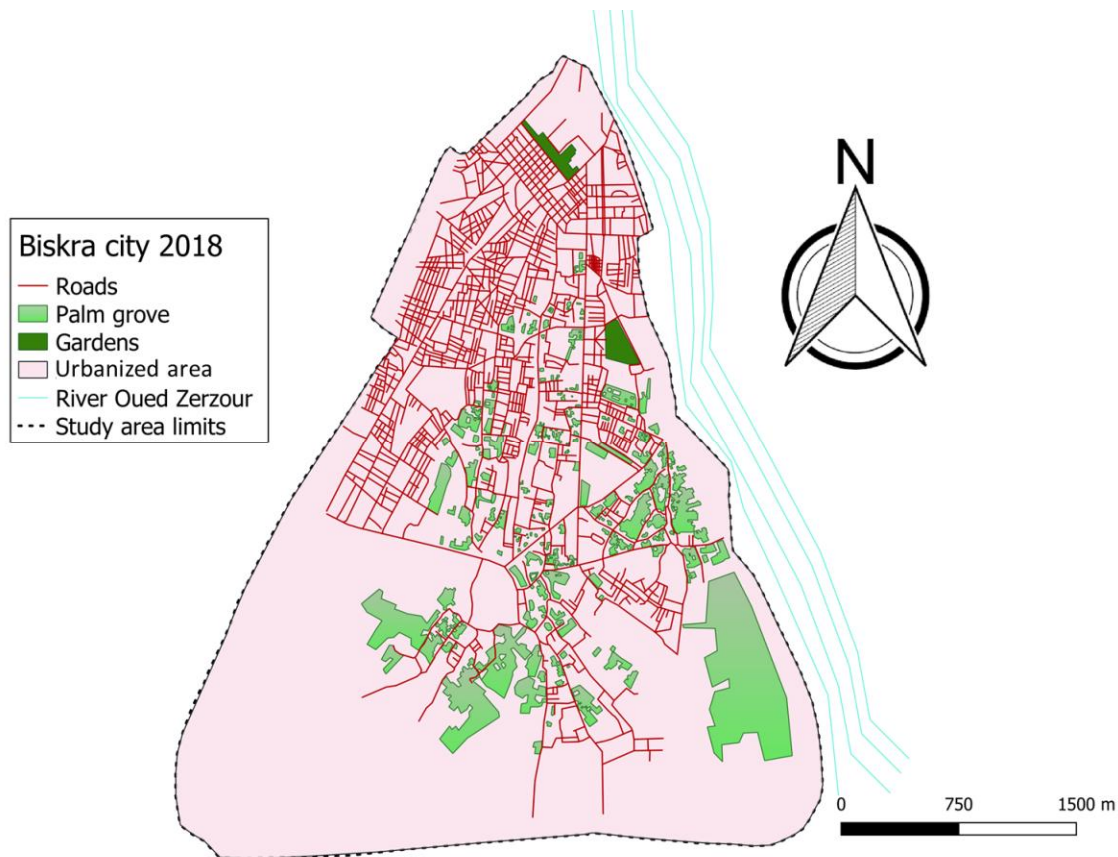 N
Biskra city 2018
Roads
Palm grove
Gardens
Urbanized area
River Oued Zerzour
Study area limits
0 750 1500 m